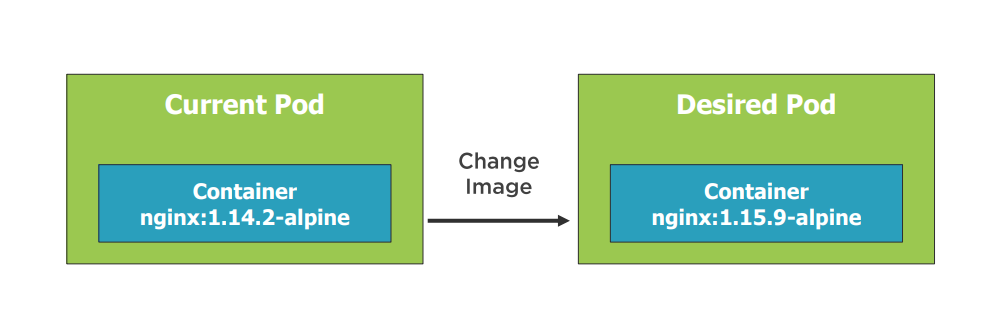 Current Pod
Container
nginx:1.14.2-alpine
Change
Image
Desired Pod
Container
nginx:1.15.9-alpine